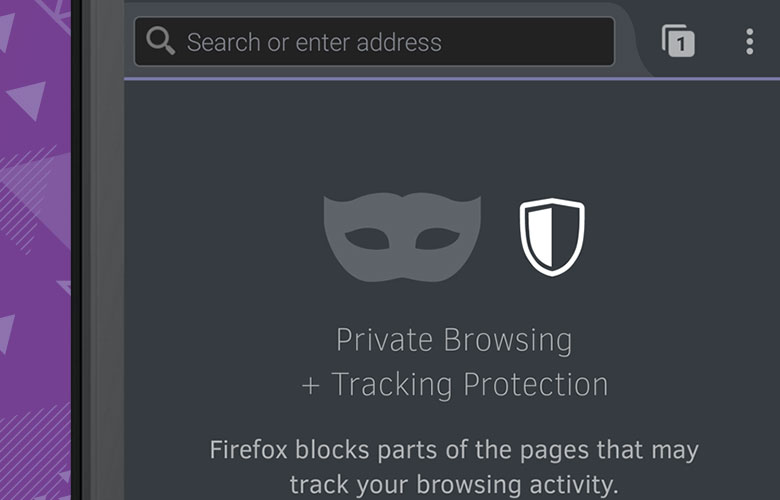 Search or enter address
1
Private Browsing
+ Tracking Protection
Firefox blocks parts of the pages that may
track your browsing activity.